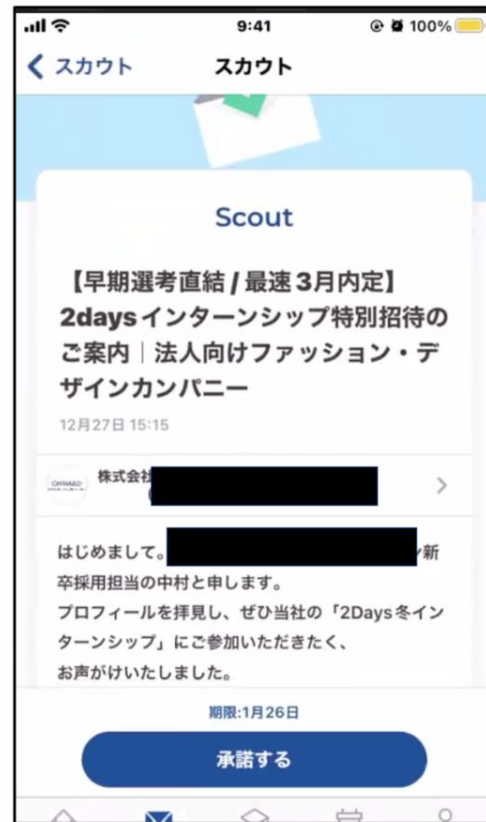 9:41
100%
スカウト
スカウト
Scout
【早期選考直結 / 最速3月内定】
2daysインターンシップ特別招待の
ご案内｜法人向けファッション・デ
ザインカンパニー
12月27日 15:15
ONWARD
株式会社
はじめまして。
新
卒採用担当の中村と申します。
プロフィールを拝見し、ぜひ当社の「2Days冬イン
ターンシップ」にご参加いただきたく、
お声がけいたしました。
期限:1月26日
承諾する